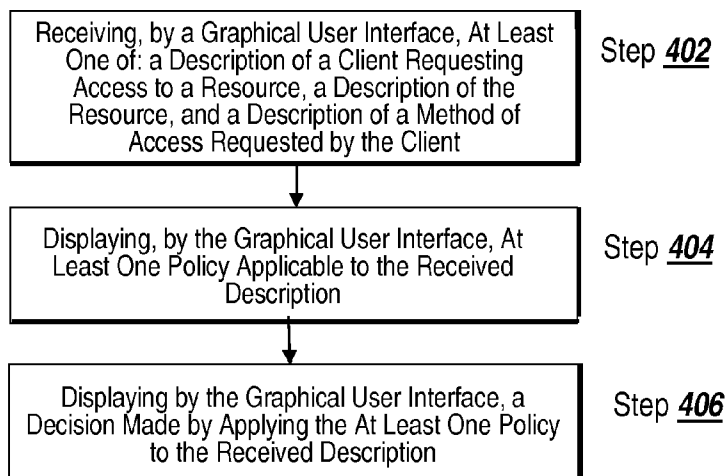 Receiving, by a Graphical User Interface, At Least
One of: a Description of a Client Requesting
Access to a Resource, a Description of the
Resource, and a Description of a Method of
Access Requested by the Client
Step 402
Displaying, by the Graphical User Interface, At
Least One Policy Applicable to the Received
Description
Step 404
Displaying by the Graphical User Interface, a
Decision Made by Applying the At Least One Policy
to the Received Description
Step 406